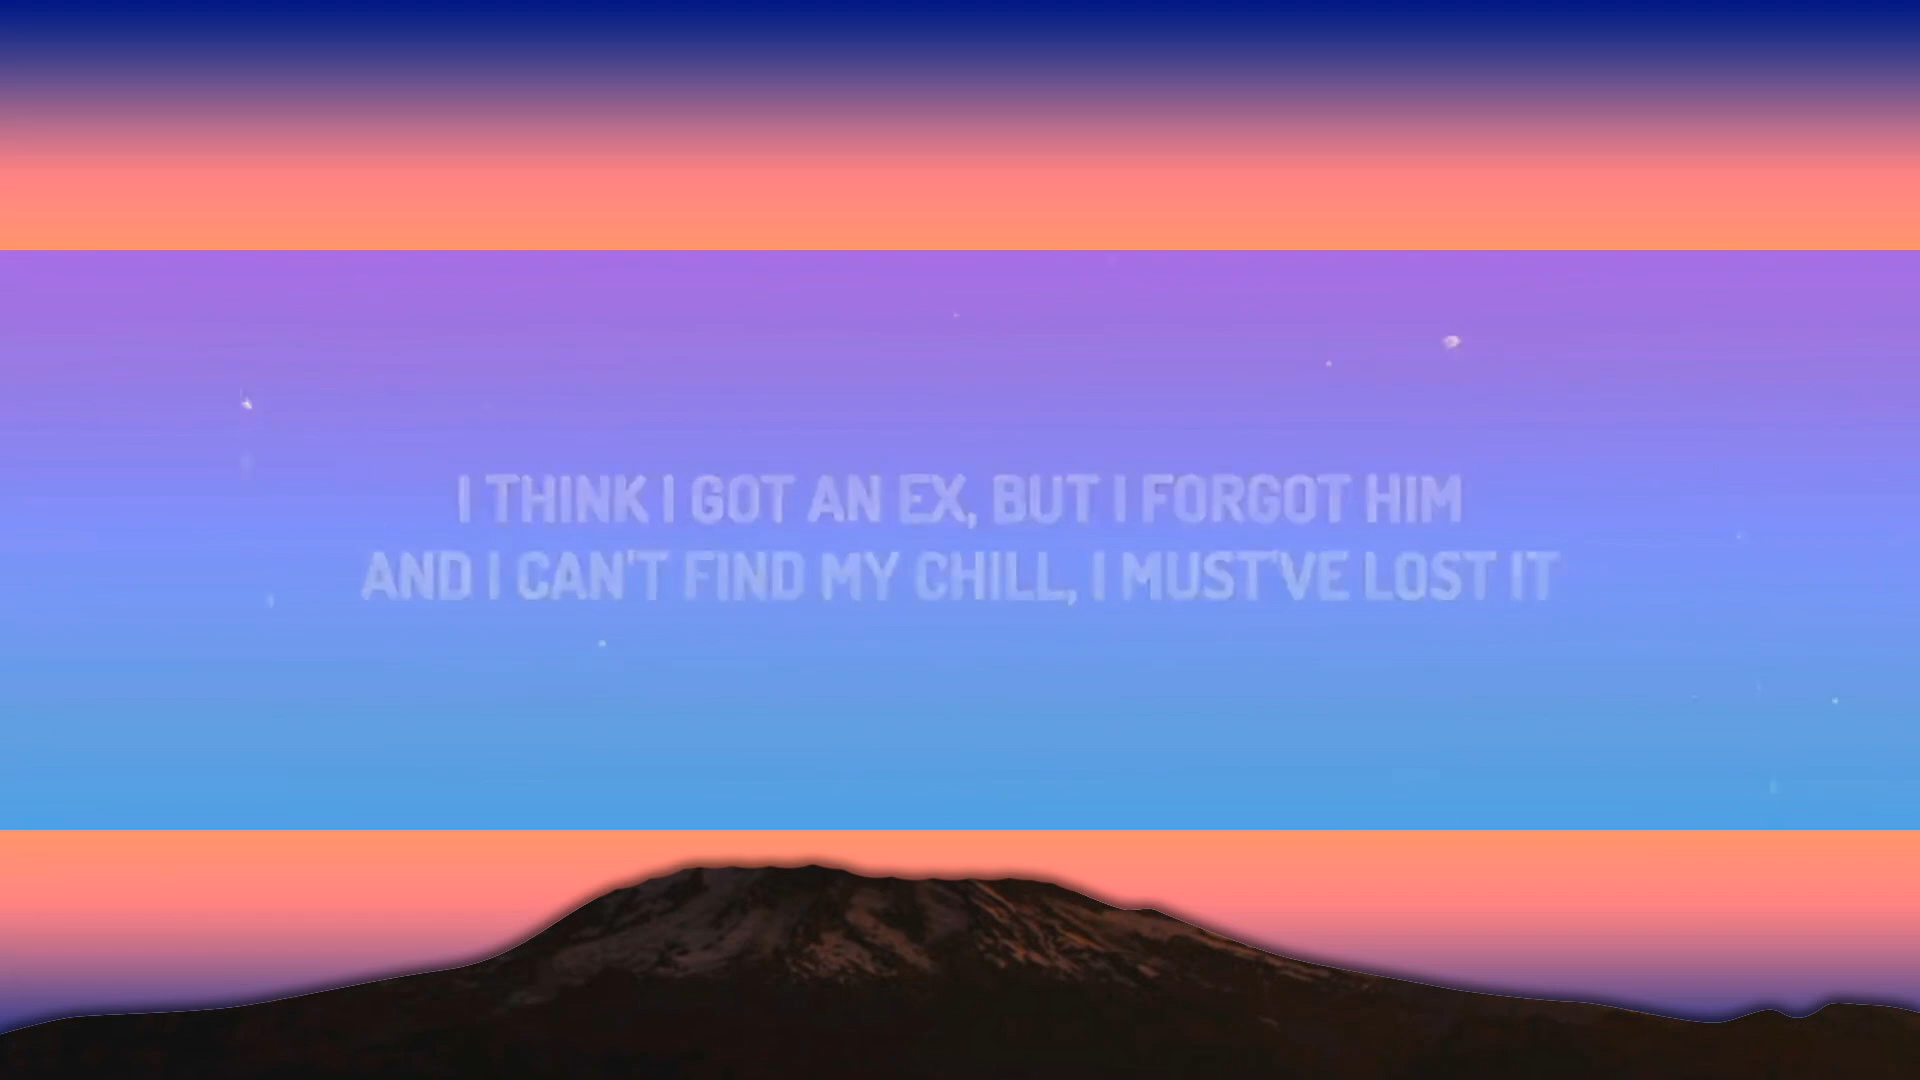 I THINK I GOT AN EX, BUT I FORGOT HIM
AND I CAN'T FIND MY CHILL, I MUST'VE LOST IT